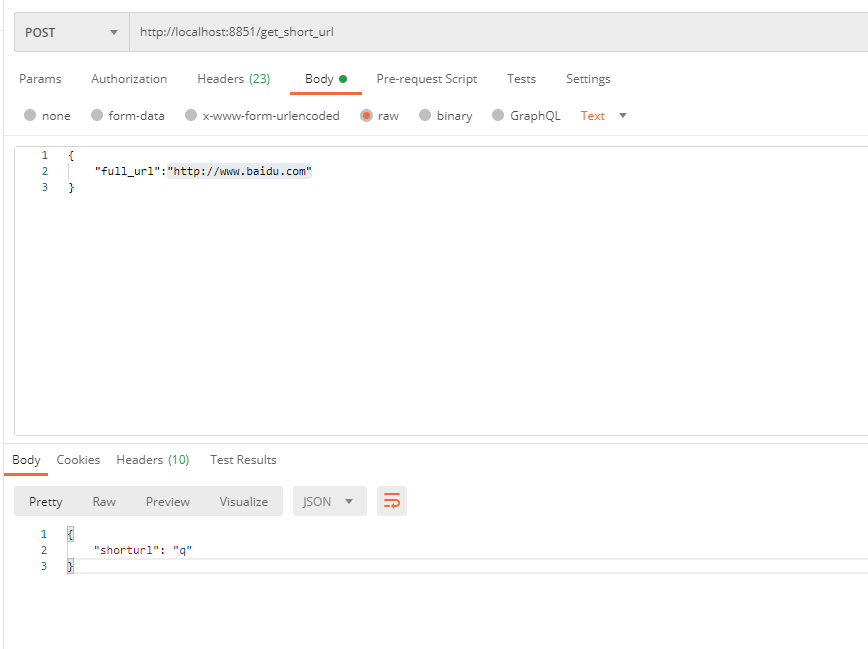 POST http://localhost:8851/get_short_url
Params Authorization Headers (23) Body Pre-request Script Tests Settings
none form-data x-www-form-urlencoded raw binary GraphQL Text
1 {
2 "full_url":"http://www.baidu.com"
3 }
Body Cookies Headers (10) Test Results
Pretty Raw Preview Visualize JSON
1 {
2 "shorturl": "q"
3 }